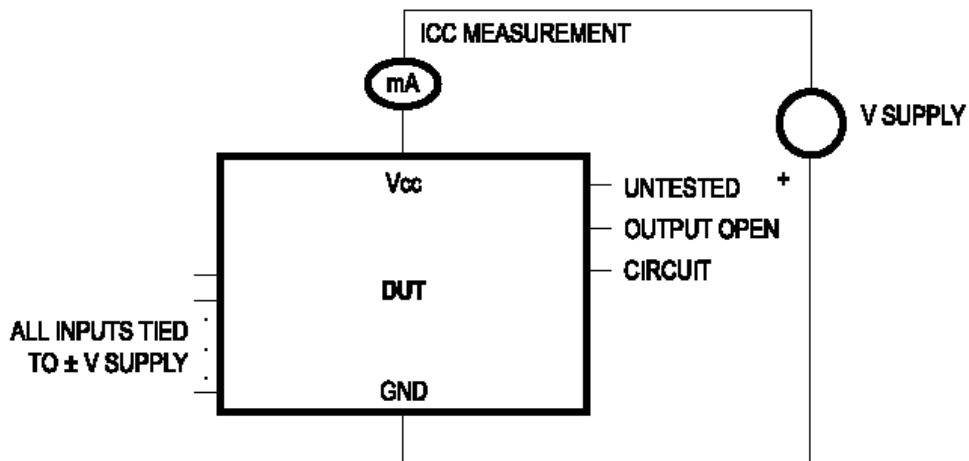 ICC MEASUREMENT
mA
V SUPPLY
+
Vcc
UNTESTED
OUTPUT OPEN
CIRCUIT
DUT
ALL INPUTS TIED
TO ± V SUPPLY
GND